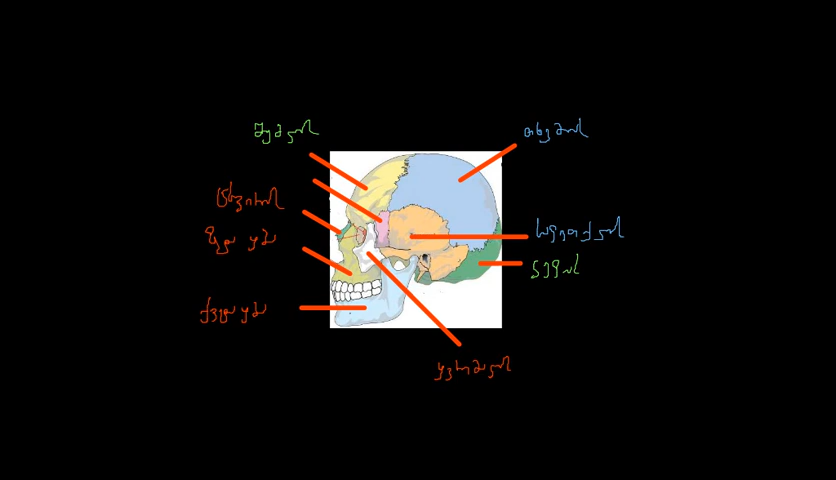 შუბლის
თხემის
ცხვირის
საფეთქლის
ზედა ყბა
კეფის
ქვედა ყბა
ყვრიმალის